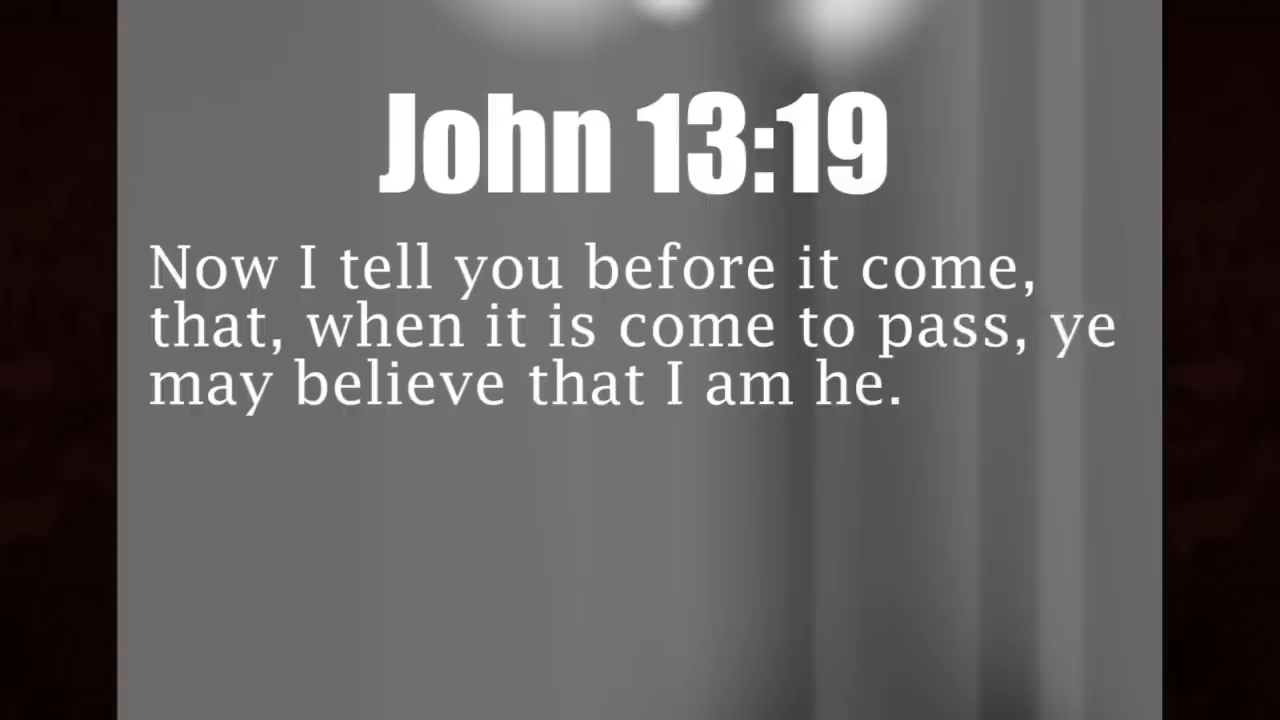 John 13:19
Now I tell you before it come,
that, when it is come to pass, ye
may believe that I am he.